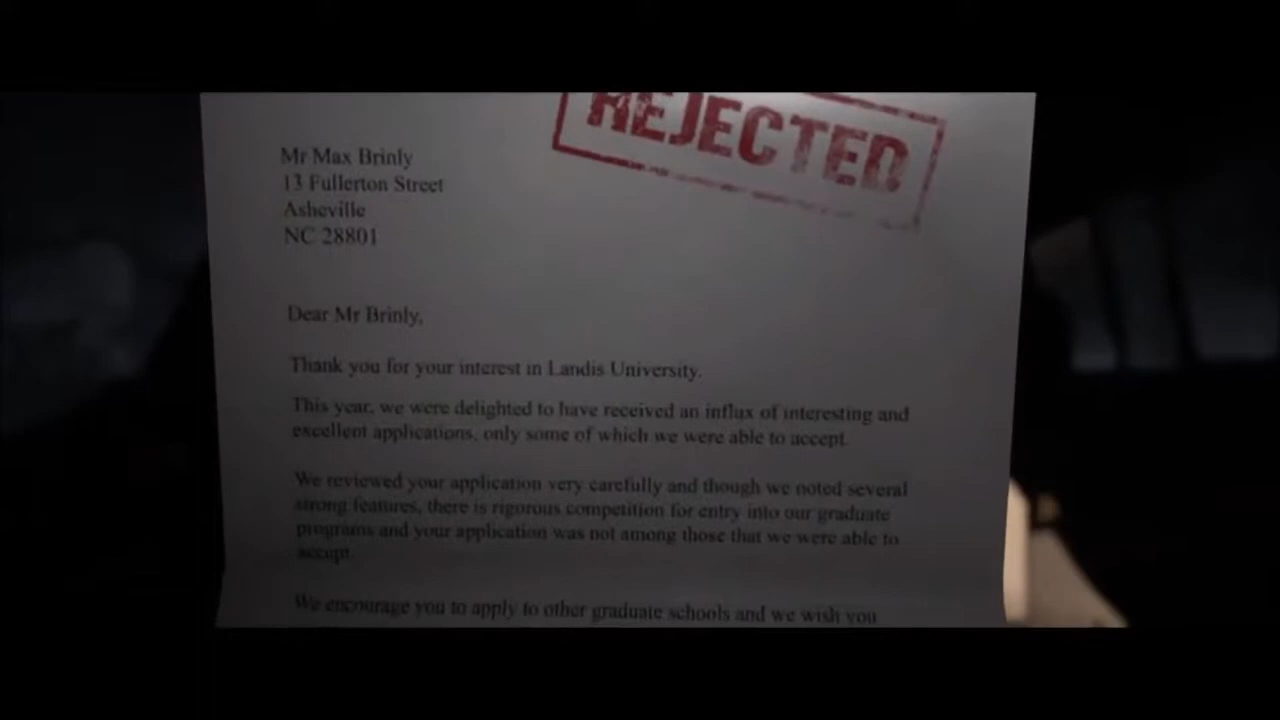 REJECTED
Mr Max Brinly
13 Fullerton Street
Asheville
NC 28801
Dear Mr Brinly,
Thank you for your interest in Landis University.
This year, we were delighted to have received an influx of interesting and
excellent applications, only some of which we were able to accept.
We reviewed your application very carefully and though we noted several
strong features, there is rigorous competition for entry into our graduate
programs and your application was not among those that we were able to
accept.
We encourage you to apply to other graduate schools and we wish you